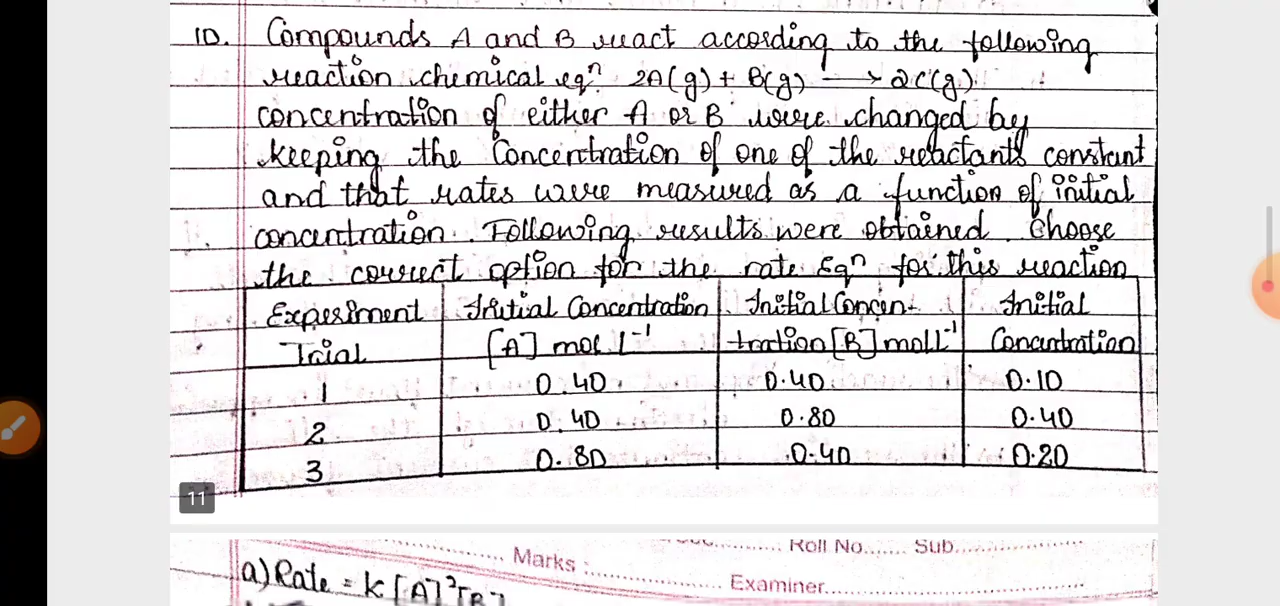 10. Compounds A and B react according to the following
reaction chemical eqⁿ 2A(g) + B(g) → 2C(g)
concentration of either A or B were changed by
keeping the concentration of one of the reactants constant
and that rates were measured as a function of initial
concentration. Following results were obtained. Choose
the correct option for the rate Eqⁿ for this reaction
Experiment Initial Concentration Initial Concen- Initial
Trial [A] mol l⁻¹ tration [B] mol l⁻¹ Concentration
1 0.40 0.40 0.10
2 0.40 0.80 0.40
3 0.80 0.40 0.20
11
Roll No....... Sub
Marks :
Examiner
a) Rate = K [A]²[B]